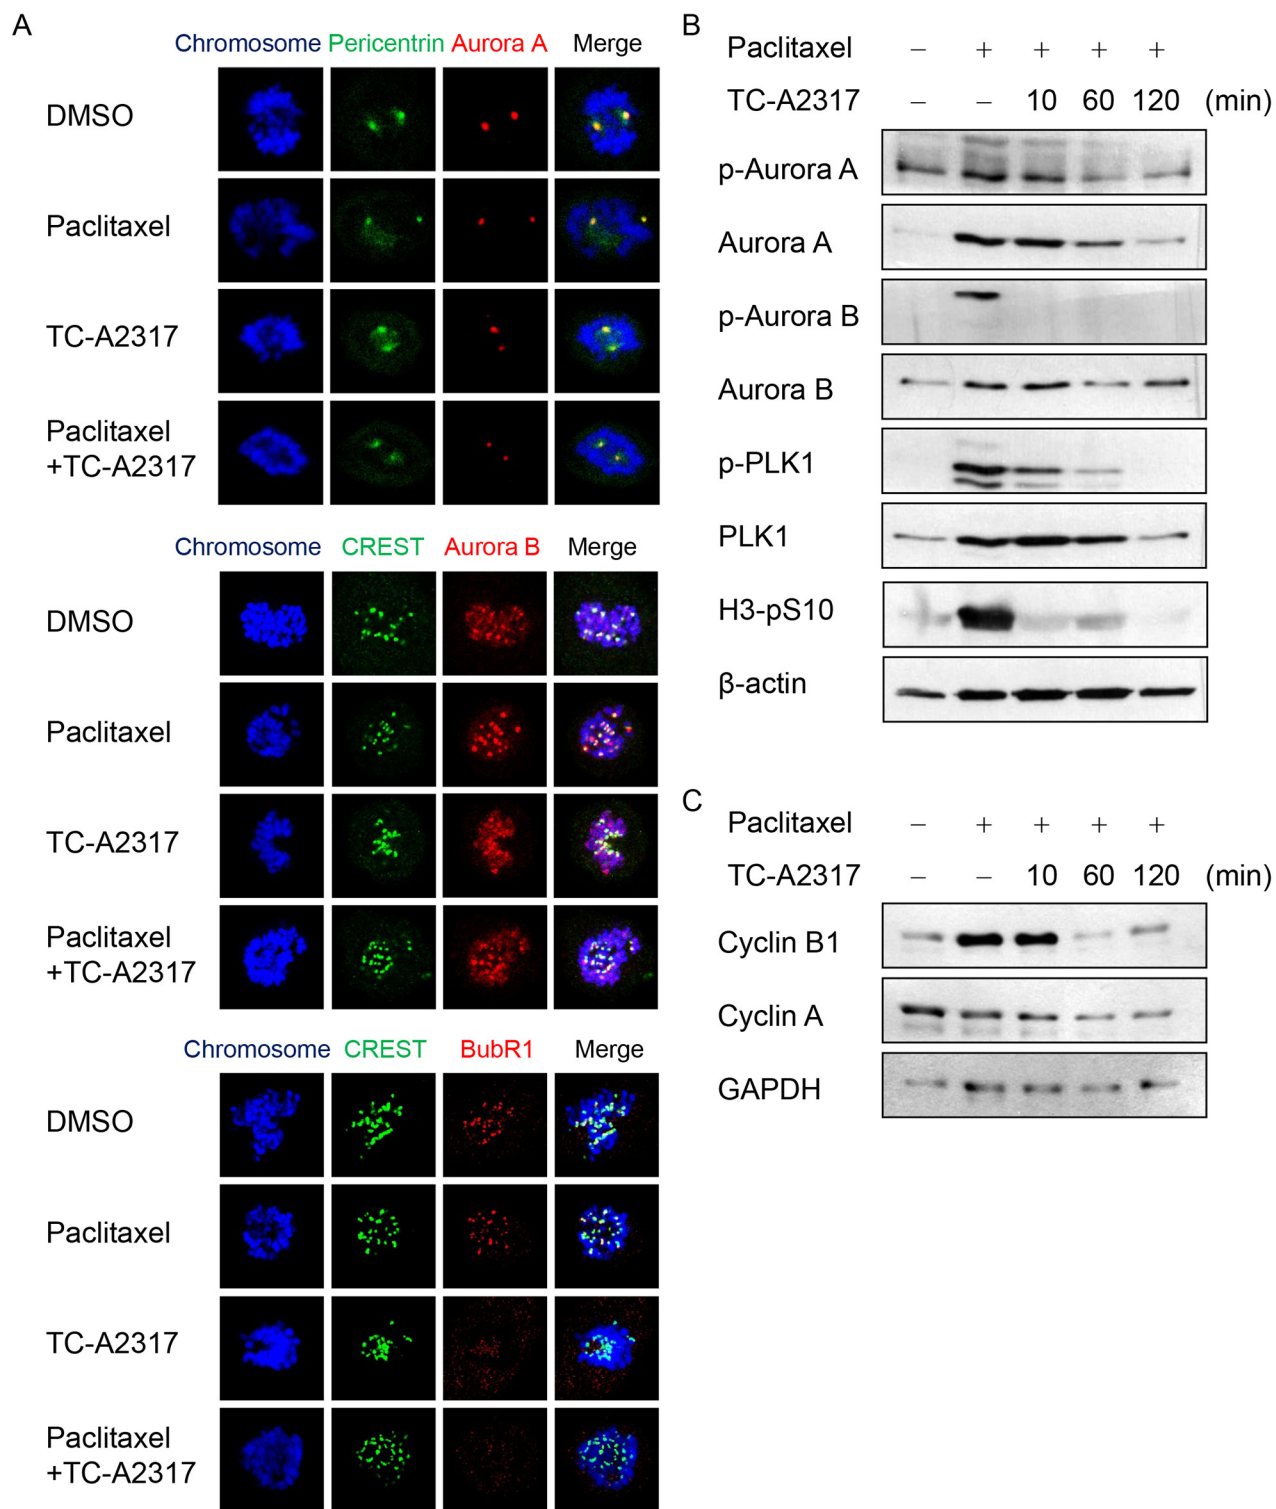 A
Chromosome Pericentrin Aurora A Merge
DMSO
Paclitaxel
TC-A2317
Paclitaxel
+TC-A2317
Chromosome CREST Aurora B Merge
DMSO
Paclitaxel
TC-A2317
Paclitaxel
+TC-A2317
Chromosome CREST BubR1 Merge
DMSO
Paclitaxel
TC-A2317
Paclitaxel
+TC-A2317
B
Paclitaxel – + + + +
TC-A2317 – – 10 60 120 (min)
p-Aurora A
Aurora A
p-Aurora B
Aurora B
p-PLK1
PLK1
H3-pS10
β-actin
C
Paclitaxel – + + + +
TC-A2317 – – 10 60 120 (min)
Cyclin B1
Cyclin A
GAPDH